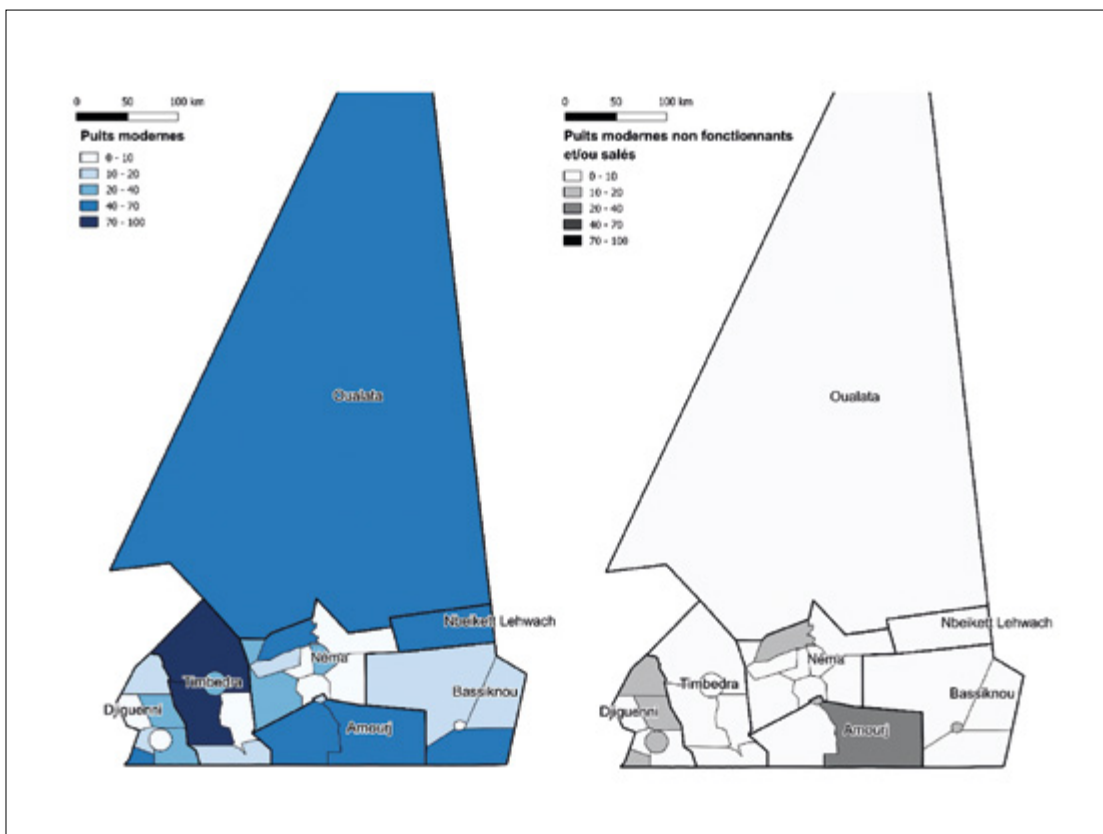 0 50 100 km
Puits modernes
0 - 10
10 - 20
20 - 40
40 - 70
70 - 100
Oualata
Nbeikett Lehwach
Néma
Timbedra
Bassiknou
Djiguenni
Amourj
0 50 100 km
Puits modernes non fonctionnants
et/ou salés
0 - 10
10 - 20
20 - 40
40 - 70
70 - 100
Oualata
Nbeikett Lehwach
Néma
Timbedra
Bassiknou
Djiguenni
Amourj